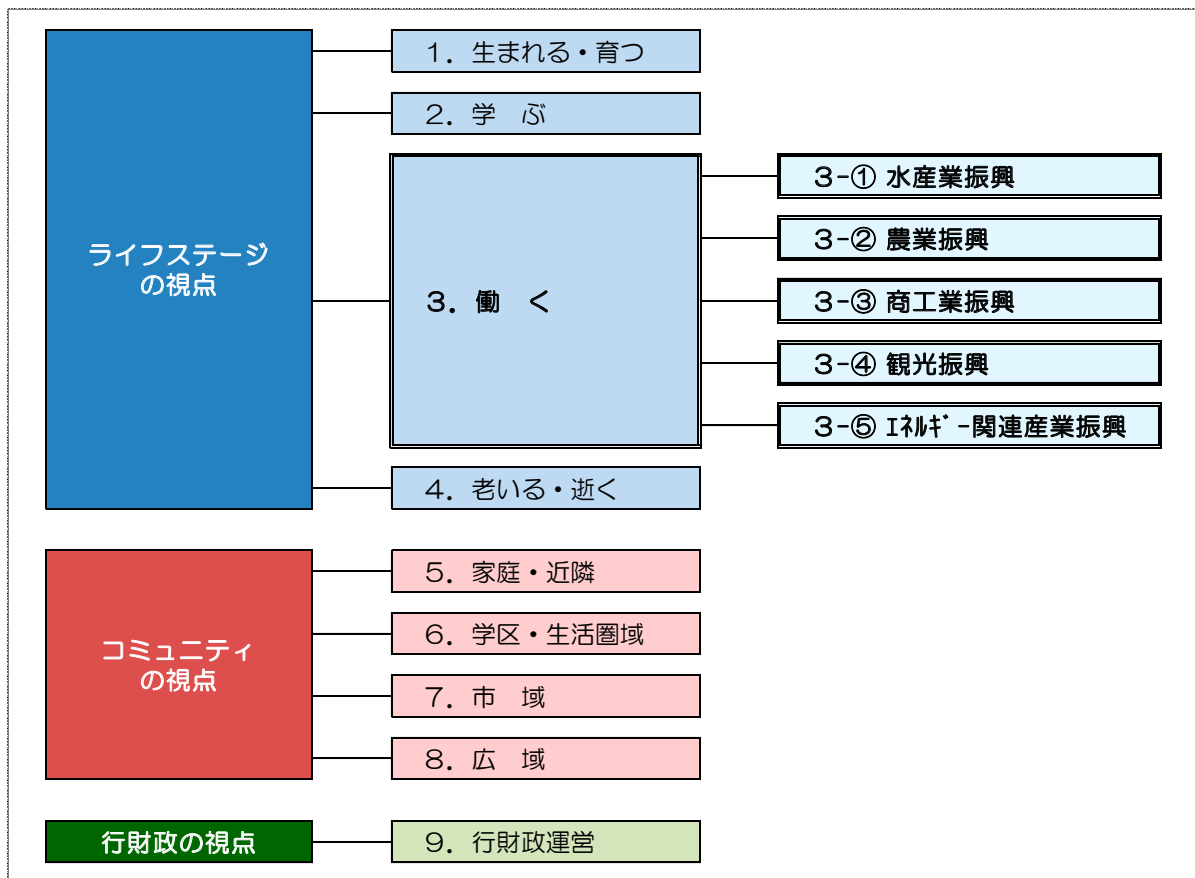 ライフステージ
の視点
１．生まれる・育つ
２．学　ぶ
３．働　く
３-① 水産業振興
３-② 農業振興
３-③ 商工業振興
３-④ 観光振興
３-⑤ ｴﾈﾙｷﾞｰ関連産業振興
４．老いる・逝く
コミュニティ
の視点
５．家庭・近隣
６．学区・生活圏域
７．市　域
８．広　域
行財政の視点
９．行財政運営